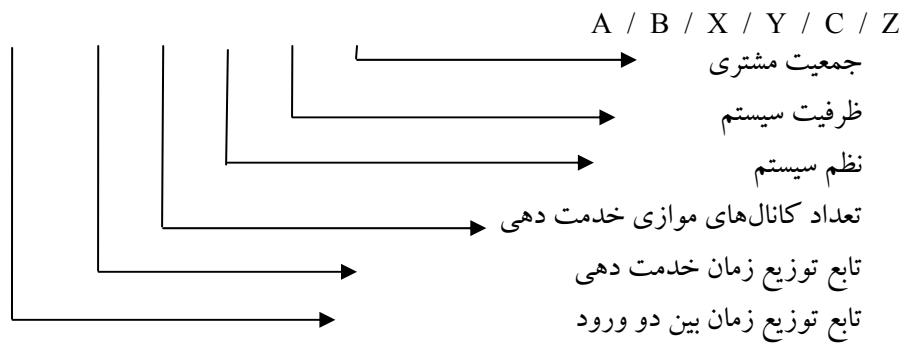 A / B / X / Y / C / Z
جمعیت مشتری
ظرفیت سیستم
نظم سیستم
تعداد کانال‌های موازی خدمت دهی
تابع توزیع زمان خدمت دهی
تابع توزیع زمان بین دو ورود